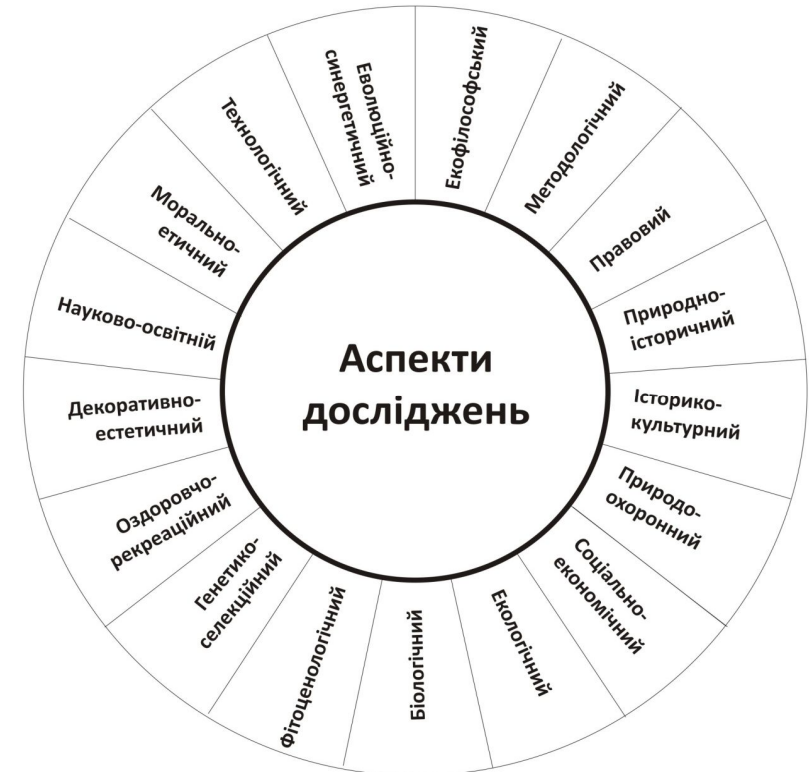 Аспекти
досліджень
Екофілософський
Методологічний
Правовий
Природно-
історичний
Історико-
культурний
Природо-
охоронний
Соціально-
економічний
Екологічний
Біологічний
Фітоценологічний
Генетико-
селекційний
Оздоровчо-
рекреаційний
Декоративно-
естетичний
Науково-освітній
Морально-
етичний
Технологічний
Еволюційно-
синергетичний